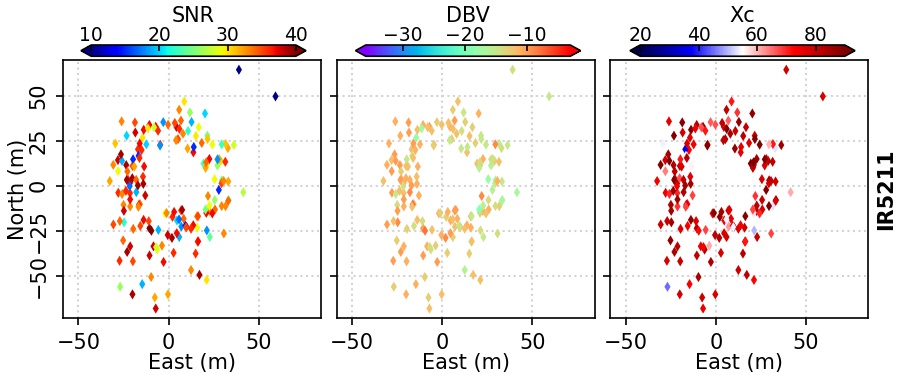 SNR DBV Xc
10 20 30 40 −30 −20 −10 20 40 60 80
50
25
0
−25
−50
North (m)
−50 0 50 −50 0 50 −50 0 50
East (m) East (m) East (m)
IR5211